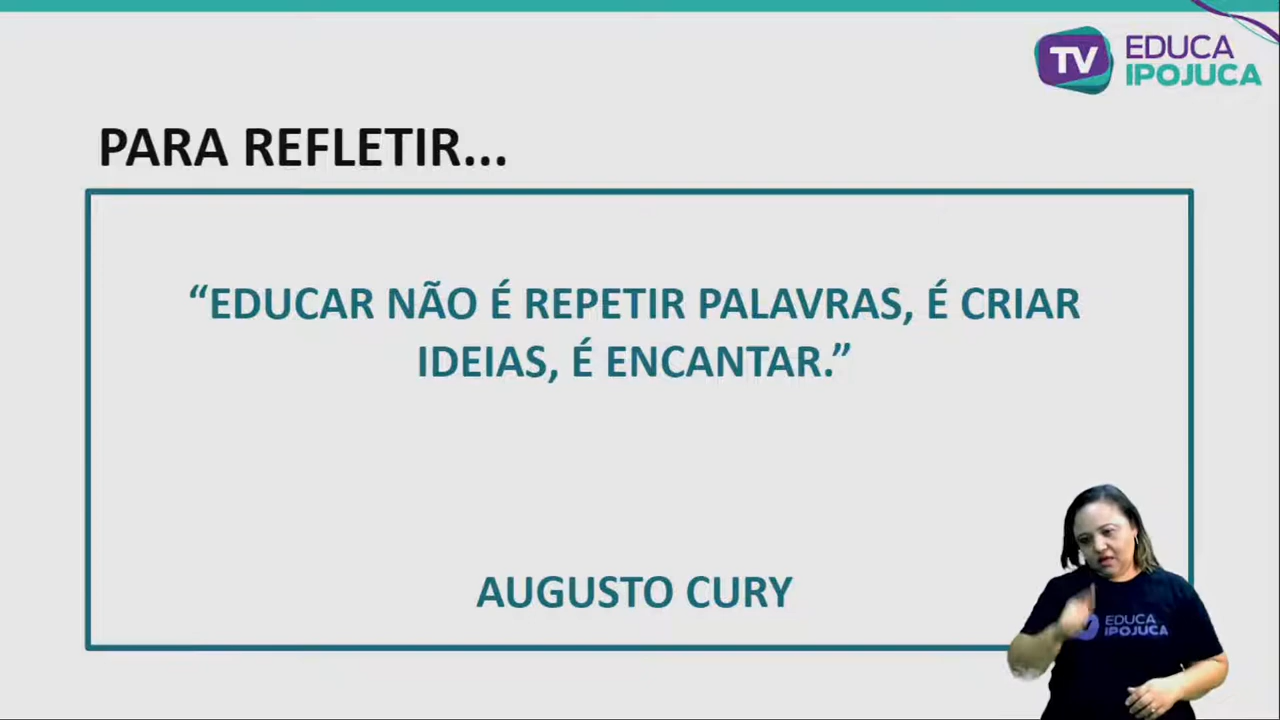 TV EDUCA
IPOJUCA
PARA REFLETIR...
“EDUCAR NÃO É REPETIR PALAVRAS, É CRIAR
IDEIAS, É ENCANTAR.”
AUGUSTO CURY
EDUCA
IPOJUCA